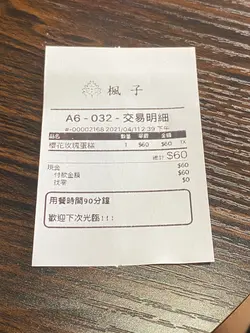 楓子
A6-032-交易明細
#-00002168 2021/04/11 2:39 下午
品名 數量 單價 金額
櫻花玫瑰蛋糕 1 $60 $60 TX
總計 $60
現金 $60
付款金額 $0
找零 $0
用餐時間90分鐘
歡迎下次光臨!!!